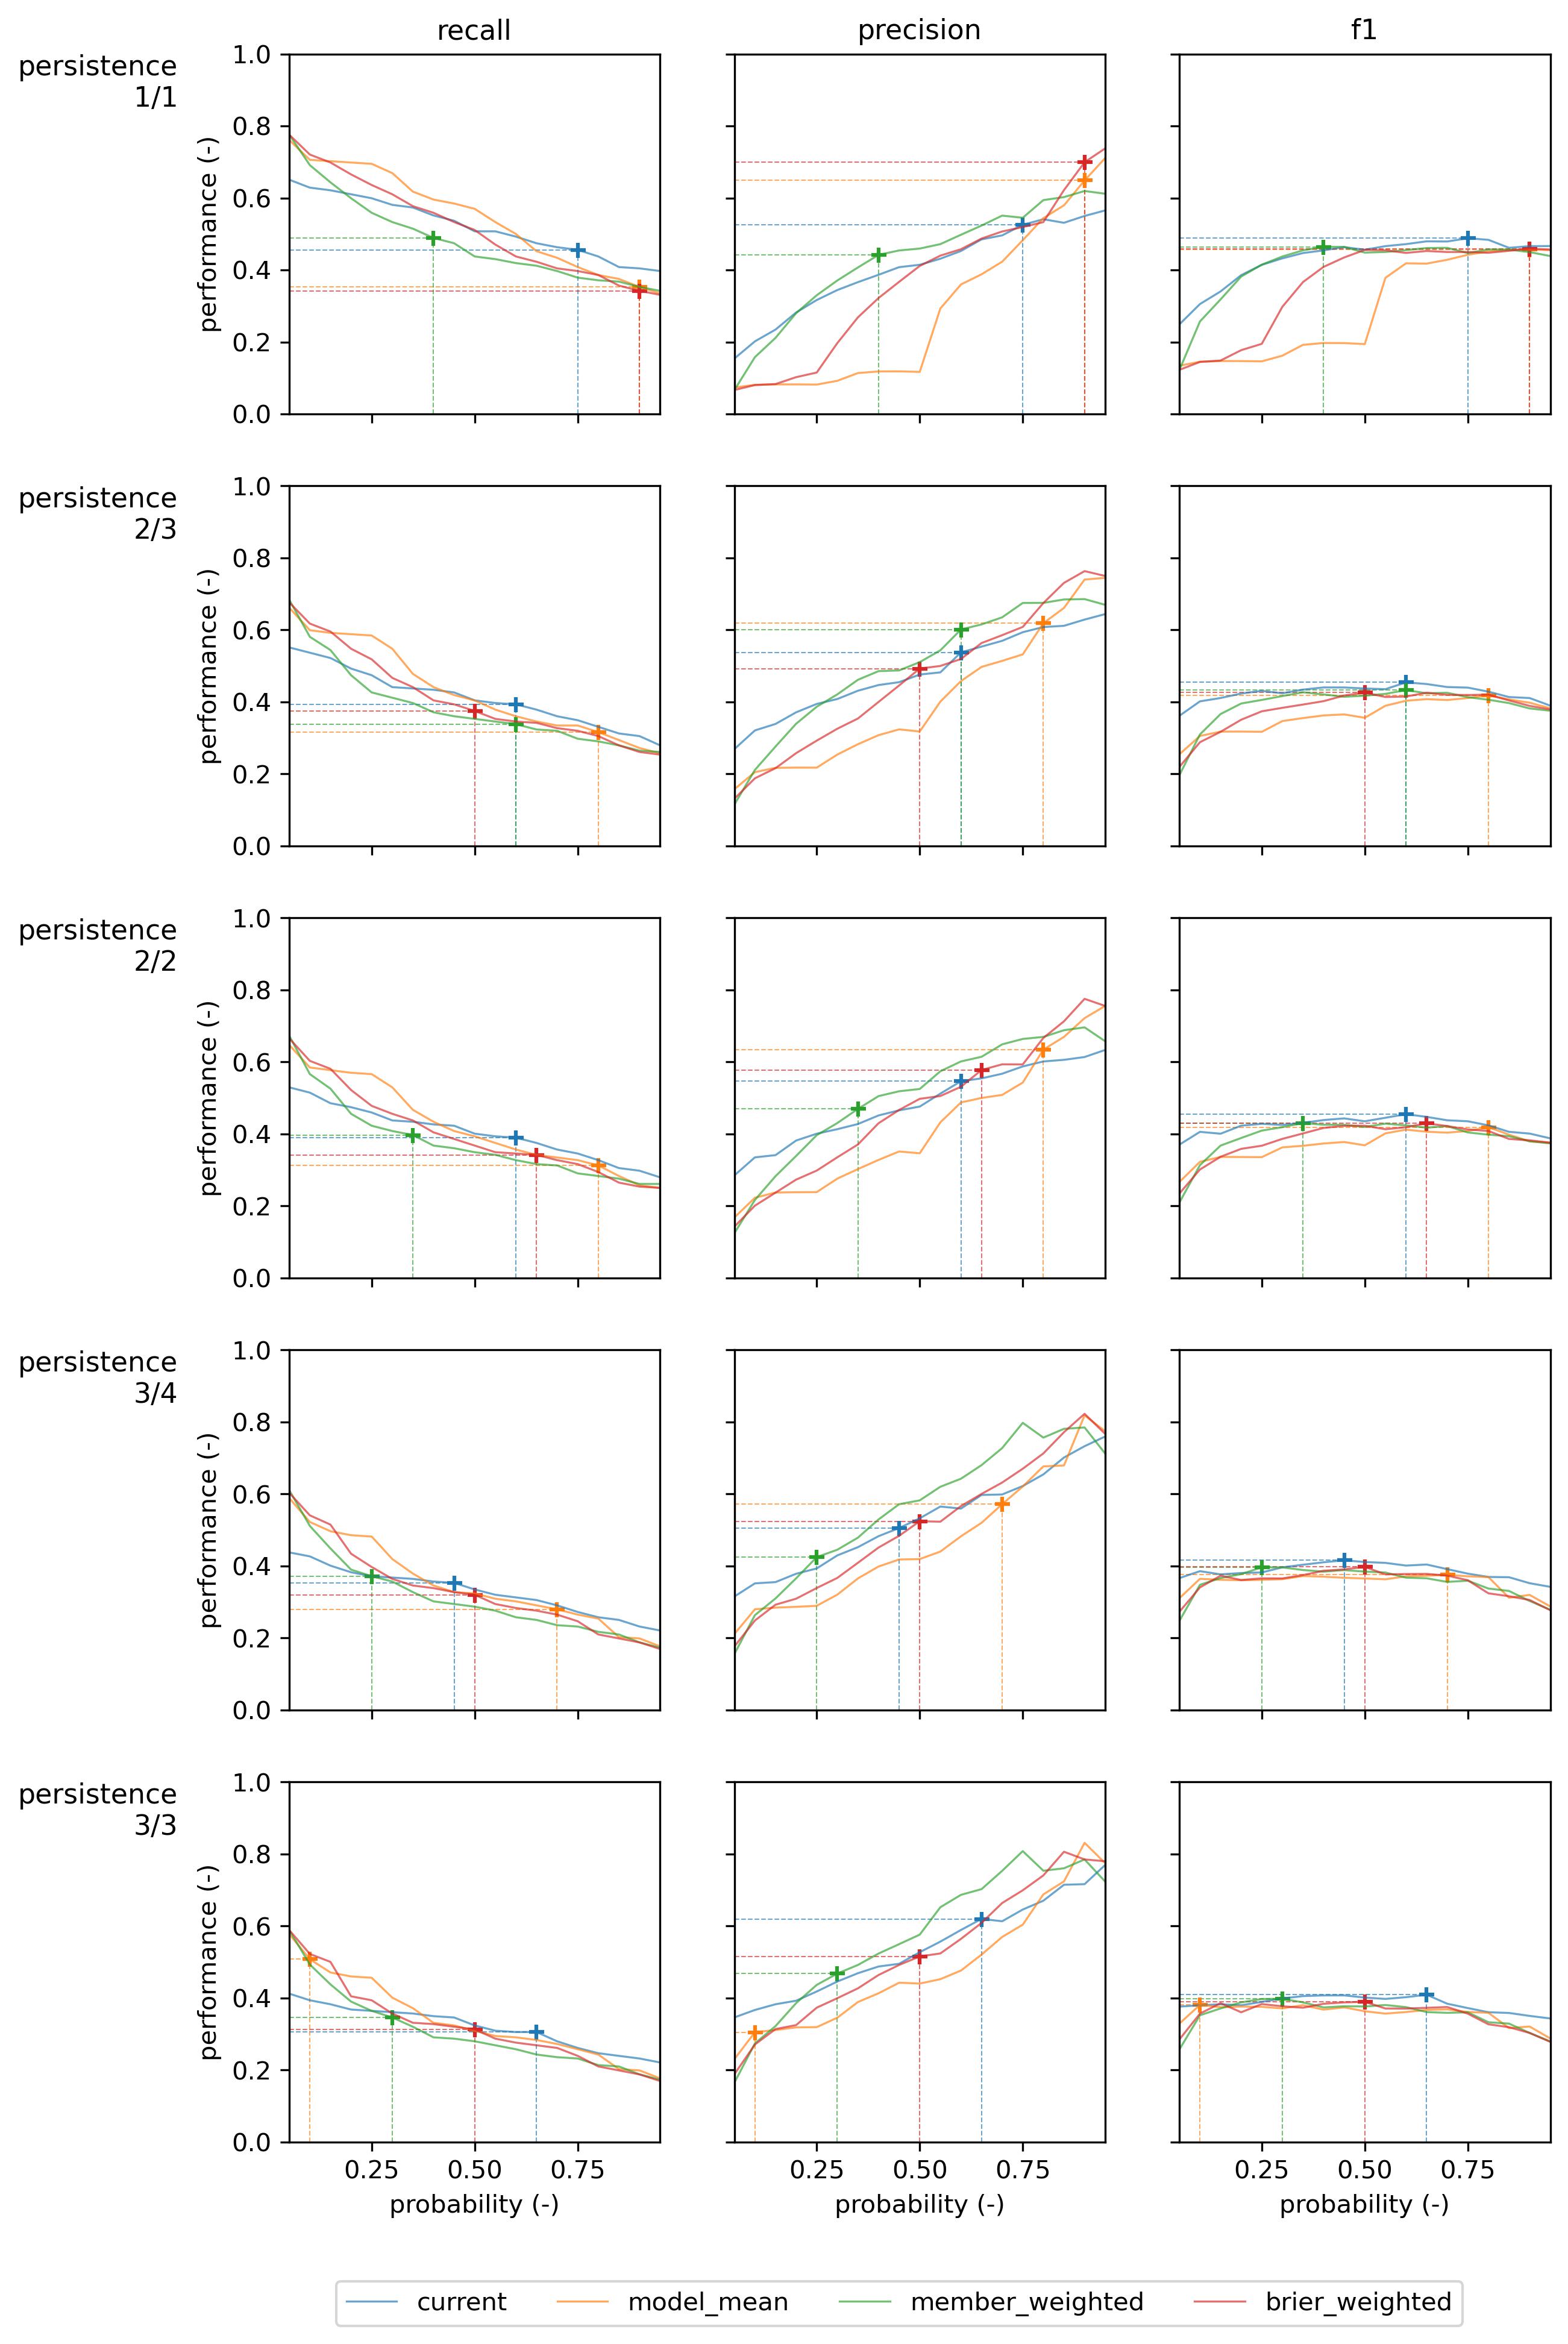 recall precision f1
persistence
1/1
performance (-)
1.0
0.8
0.6
0.4
0.2
0.0
persistence
2/3
performance (-)
1.0
0.8
0.6
0.4
0.2
0.0
persistence
2/2
performance (-)
1.0
0.8
0.6
0.4
0.2
0.0
persistence
3/4
performance (-)
1.0
0.8
0.6
0.4
0.2
0.0
persistence
3/3
performance (-)
1.0
0.8
0.6
0.4
0.2
0.0
0.25 0.50 0.75 0.25 0.50 0.75 0.25 0.50 0.75
probability (-) probability (-) probability (-)
current model_mean member_weighted brier_weighted